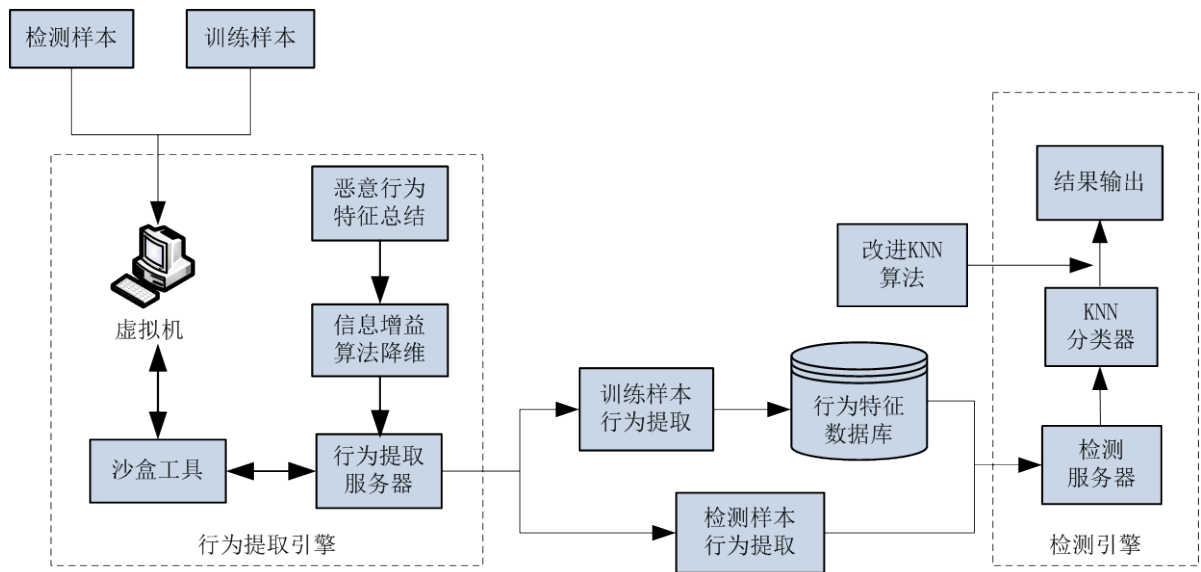 检测样本
训练样本
恶意行为
特征总结
虚拟机
信息增益
算法降维
沙盒工具
行为提取
服务器
行为提取引擎
训练样本
行为提取
行为特征
数据库
检测样本
行为提取
改进KNN
算法
结果输出
KNN
分类器
检测
服务器
检测引擎